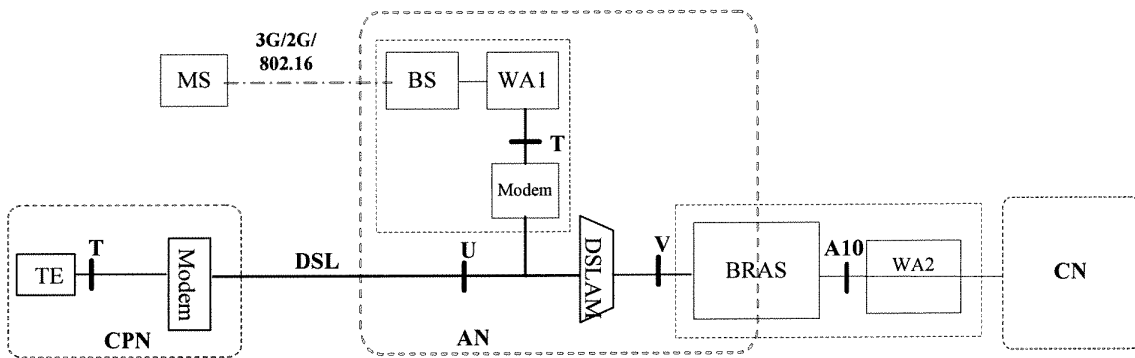 3G/2G/
802.16
MS
BS
WA1
T
Modem
TE
T
Modem
DSL
U
DSLAM
V
BRAS
A10
WA2
CN
CPN
AN